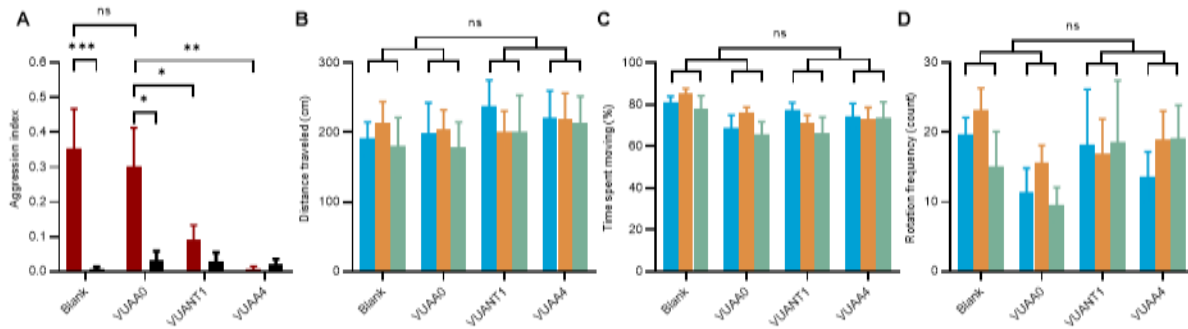 A
ns
***
**
*
*
Aggression index
0.6
0.5
0.4
0.3
0.2
0.1
0.0
Blank
VUAA0
VUANT1
VUAA4
B
ns
Distance traveled (cm)
300
200
100
0
Blank
VUAA0
VUANT1
VUAA4
C
ns
Time spent moving (%)
100
80
60
40
20
0
Blank
VUAA0
VUANT1
VUAA4
D
ns
Rotation frequency (count)
30
20
10
0
Blank
VUAA0
VUANT1
VUAA4